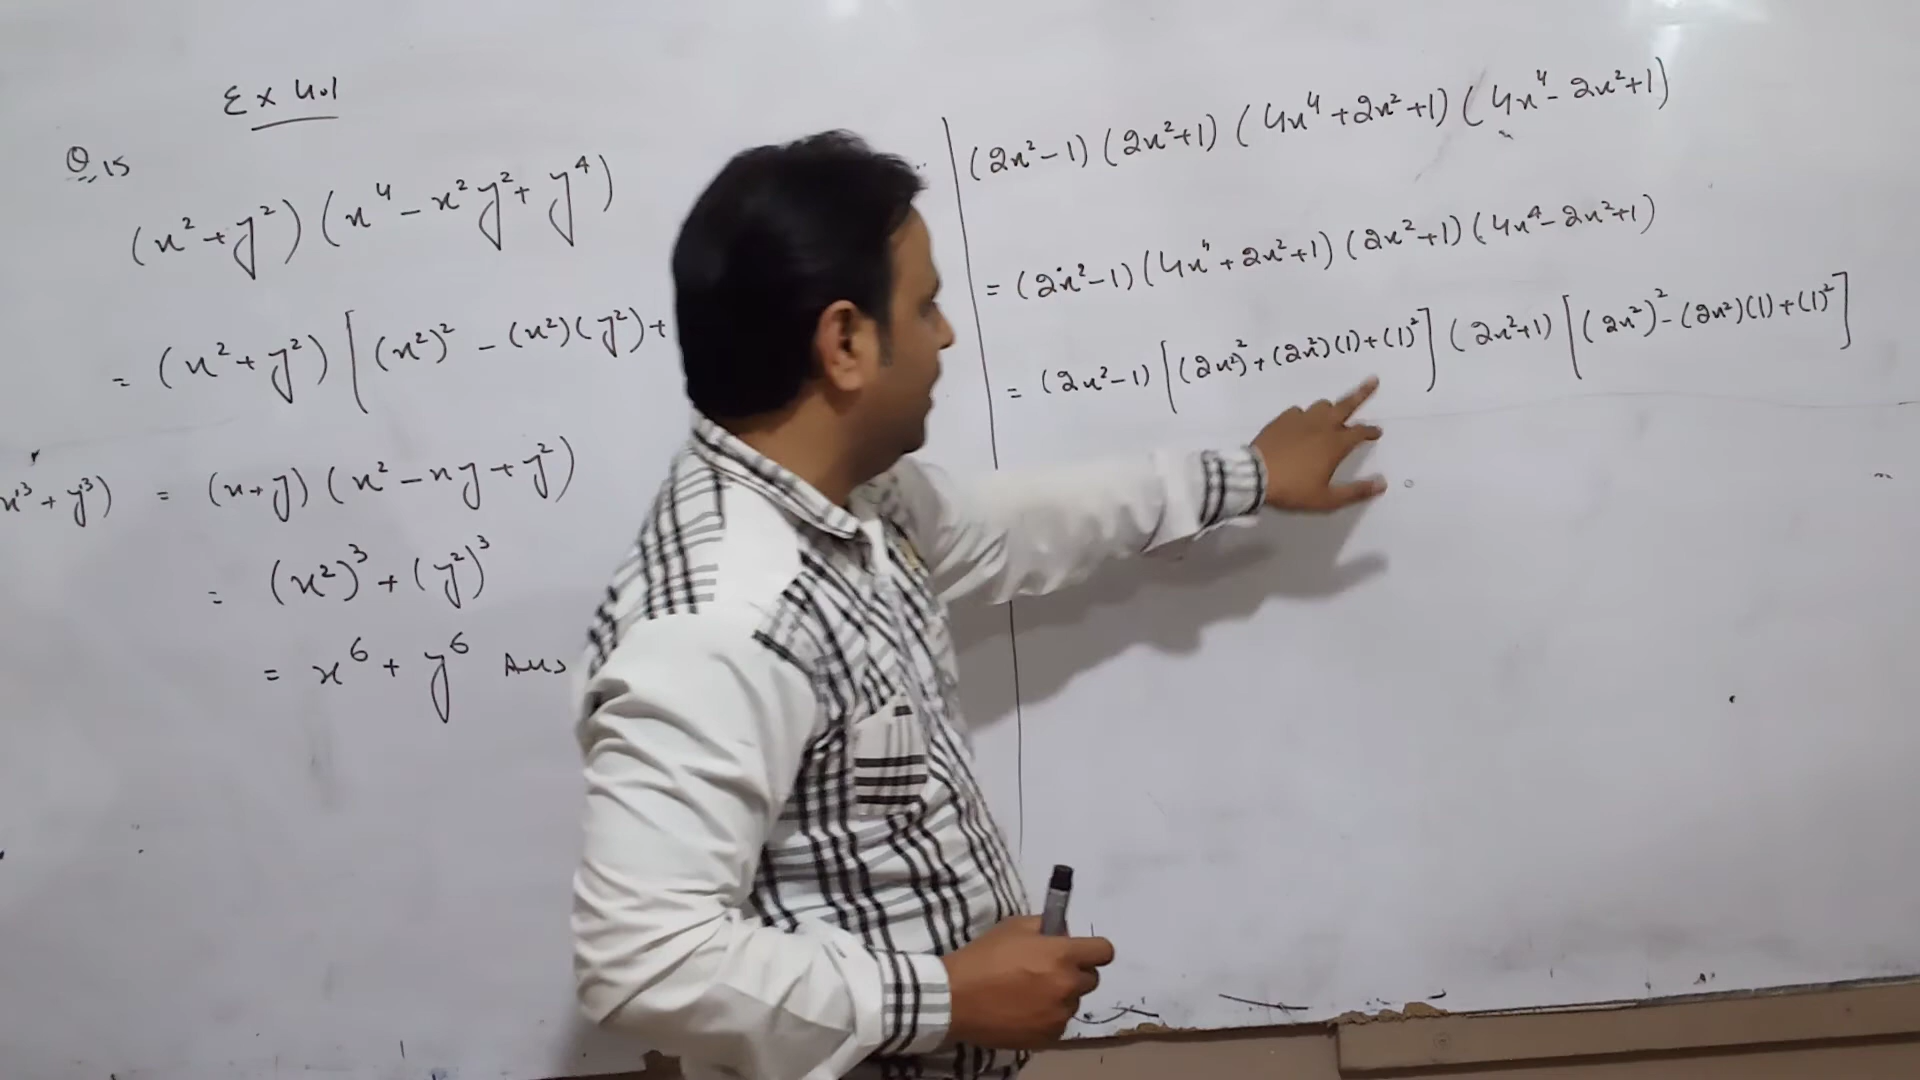 Ex 4.1
Q.15
(x²+y²)(x⁴-x²y²+y⁴)
= (x²+y²)[(x²)²-(x²)(y²)+
x³+y³) = (x+y)(x²-xy+y²)
= (x²)³+(y²)³
= x⁶+y⁶ Ans
(2x²-1)(2x²+1)(4x⁴+2x²+1)(4x⁴-2x²+1)
= (2x²-1)(4x⁴+2x²+1)(2x²+1)(4x⁴-2x²+1)
= (2x²-1)[(2x²)²+(2x²)(1)+(1)²](2x²+1)[(2x²)²-(2x²)(1)+(1)²]